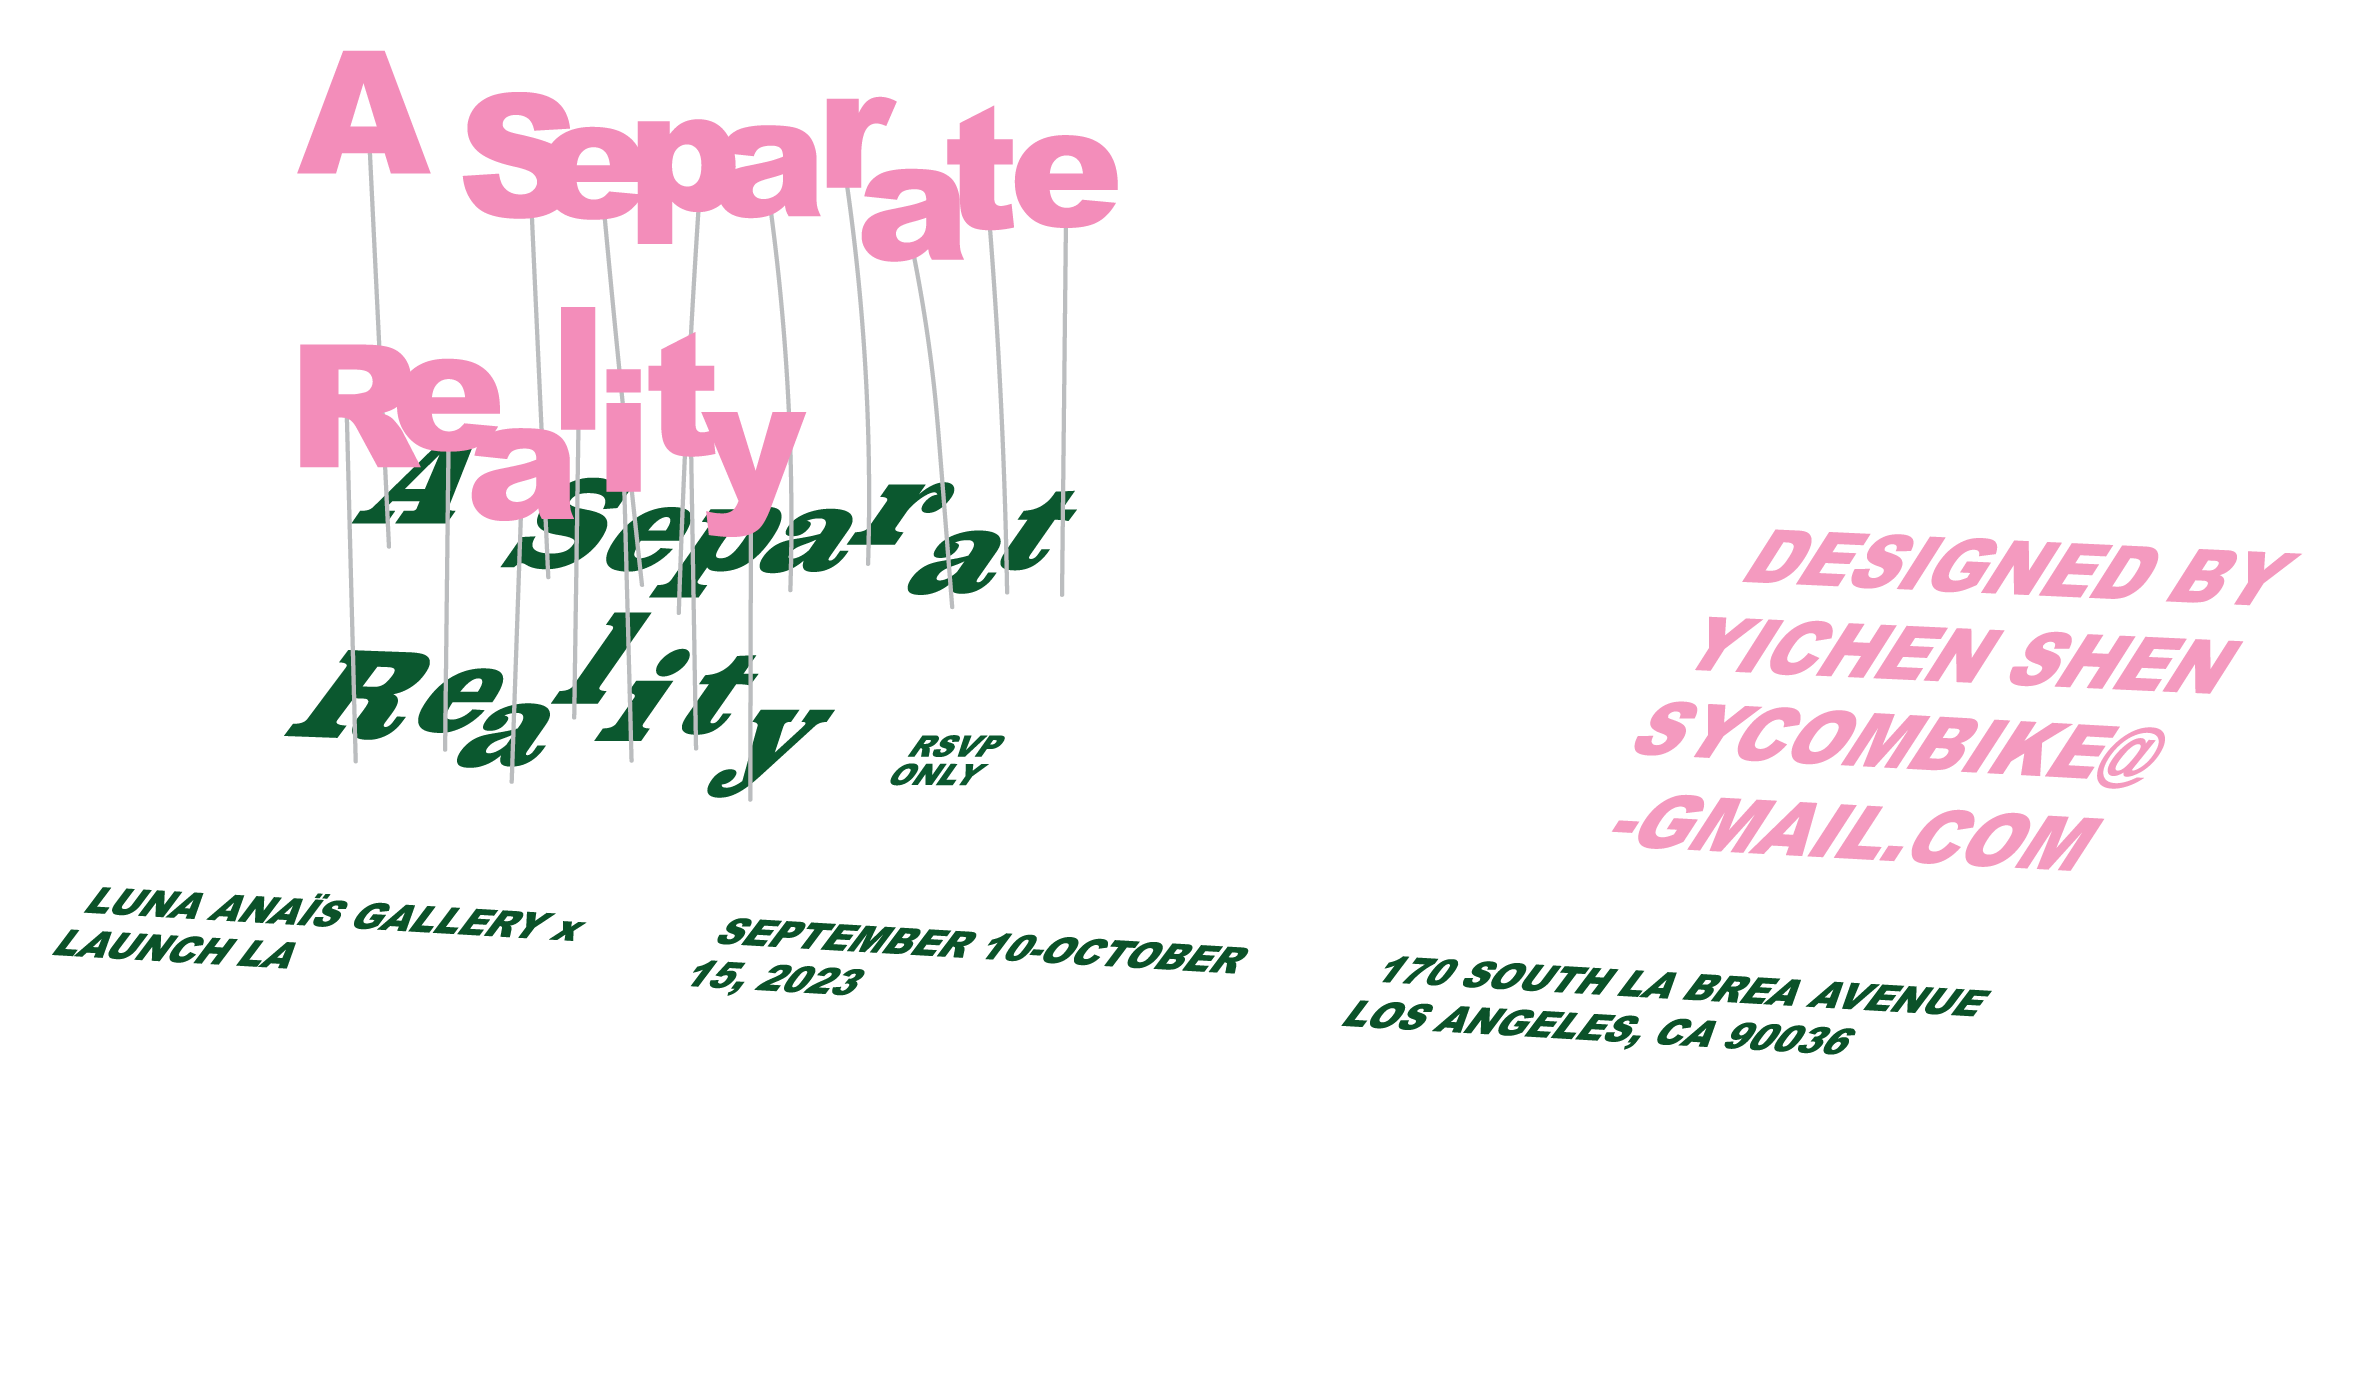 A Separate
Reality
A Separat
Reality
RSVP
ONLY
DESIGNED BY
YICHEN SHEN
SYCOMBIKE@
-GMAIL.COM
LUNA ANAÏS GALLERY x
LAUNCH LA
SEPTEMBER 10-OCTOBER
15, 2023
170 SOUTH LA BREA AVENUE
LOS ANGELES, CA 90036